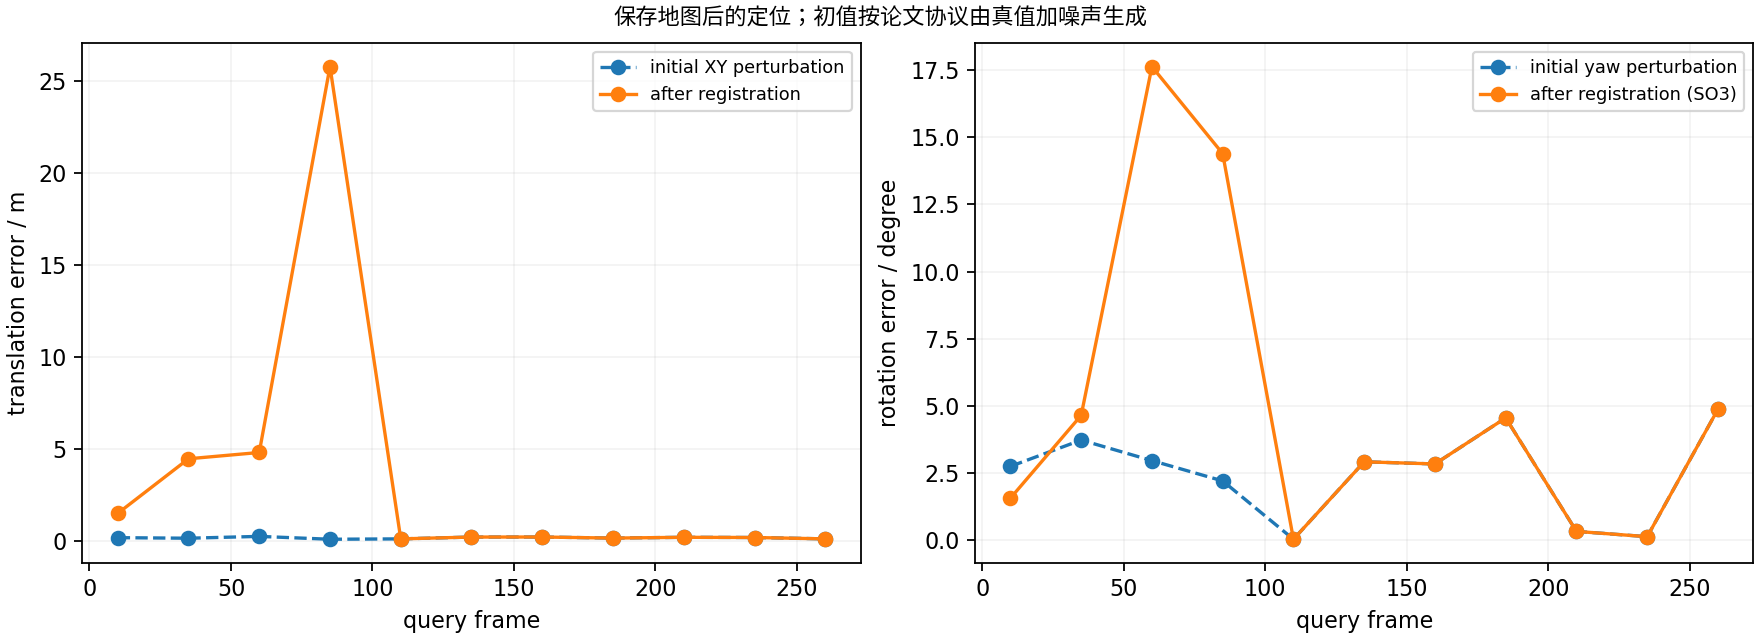 保存地图后的定位；初值按论文协议由真值加噪声生成
translation error / m
25
20
15
10
5
0
0 50 100 150 200 250
query frame
initial XY perturbation
after registration
rotation error / degree
17.5
15.0
12.5
10.0
7.5
5.0
2.5
0.0
0 50 100 150 200 250
query frame
initial yaw perturbation
after registration (SO3)